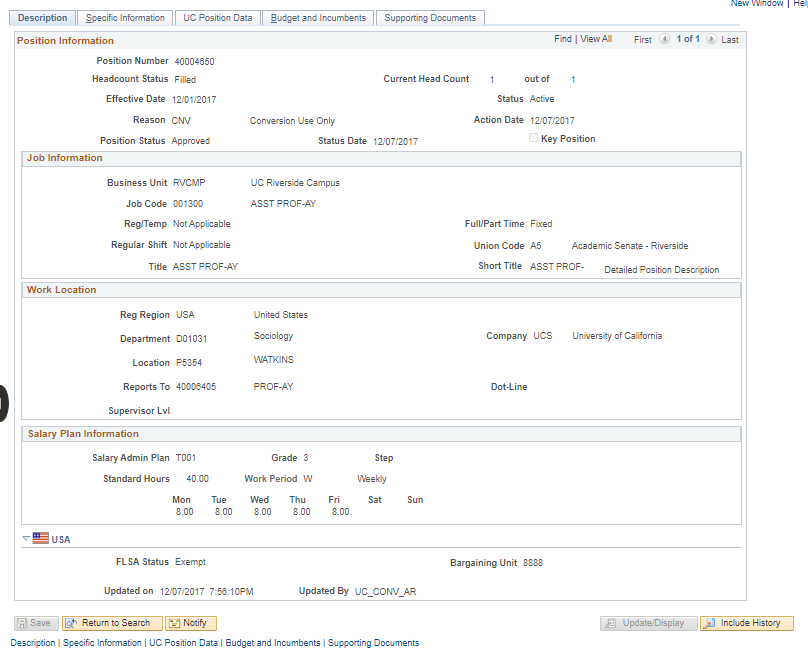 New Window | Help
Description Specific Information UC Position Data Budget and Incumbents Supporting Documents
Position Information Find | View All First 1 of 1 Last
Position Number 40004650
Headcount Status Filled Current Head Count 1 out of 1
Effective Date 12/01/2017 Status Active
Reason CNV Conversion Use Only Action Date 12/07/2017
Position Status Approved Status Date 12/07/2017 Key Position
Job Information
Business Unit RVCMP UC Riverside Campus
Job Code 001300 ASST PROF-AY
Reg/Temp Not Applicable Full/Part Time Fixed
Regular Shift Not Applicable Union Code A5 Academic Senate - Riverside
Title ASST PROF-AY Short Title ASST PROF- Detailed Position Description
Work Location
Reg Region USA United States
Department D01031 Sociology Company UCS University of California
Location P5354 WATKINS
Reports To 40006405 PROF-AY Dot-Line
Supervisor Lvl
Salary Plan Information
Salary Admin Plan T001 Grade 3 Step
Standard Hours 40.00 Work Period W Weekly
Mon Tue Wed Thu Fri Sat Sun
8.00 8.00 8.00 8.00 8.00
USA
FLSA Status Exempt Bargaining Unit 8888
Updated on 12/07/2017 7:56:10PM Updated By UC_CONV_AR
Save Return to Search Notify Update/Display Include History
Description | Specific Information | UC Position Data | Budget and Incumbents | Supporting Documents